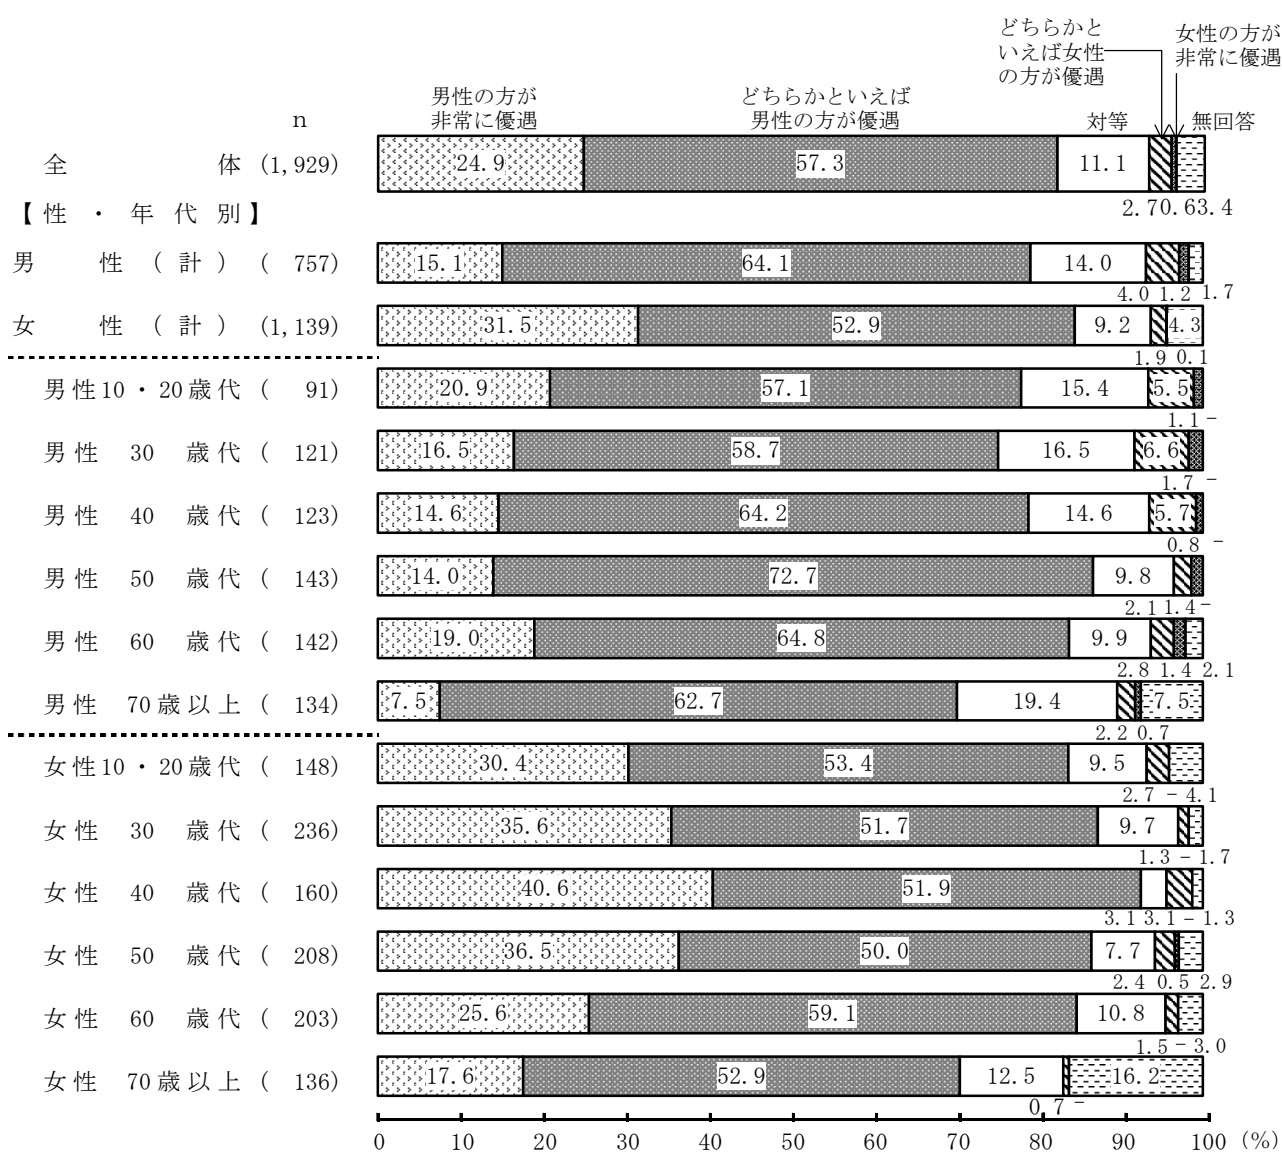 どちらかと
いえば女性
の方が優遇
女性の方が
非常に優遇
男性の方が
非常に優遇
どちらかといえば
男性の方が優遇
対等
無回答
n
全体 (1,929) 24.9 57.3 11.1
2.7 0.6 3.4
【性・年代別】
男性(計) ( 757) 15.1 64.1 14.0
4.0 1.2 1.7
女性(計) (1,139) 31.5 52.9 9.2 4.3
1.9 0.1
男性10・20歳代 ( 91) 20.9 57.1 15.4 5.5
1.1 -
男性 30 歳代 ( 121) 16.5 58.7 16.5 6.6
1.7 -
男性 40 歳代 ( 123) 14.6 64.2 14.6 5.7
0.8 -
男性 50 歳代 ( 143) 14.0 72.7 9.8
2.1 1.4 -
男性 60 歳代 ( 142) 19.0 64.8 9.9
2.8 1.4 2.1
男性 70歳以上 ( 134) 7.5 62.7 19.4 7.5
2.2 0.7
女性10・20歳代 ( 148) 30.4 53.4 9.5
2.7 - 4.1
女性 30 歳代 ( 236) 35.6 51.7 9.7
1.3 - 1.7
女性 40 歳代 ( 160) 40.6 51.9
3.1 3.1 - 1.3
女性 50 歳代 ( 208) 36.5 50.0 7.7
2.4 0.5 2.9
女性 60 歳代 ( 203) 25.6 59.1 10.8
1.5 - 3.0
女性 70歳以上 ( 136) 17.6 52.9 12.5 16.2
0.7 -
0 10 20 30 40 50 60 70 80 90 100 (%)